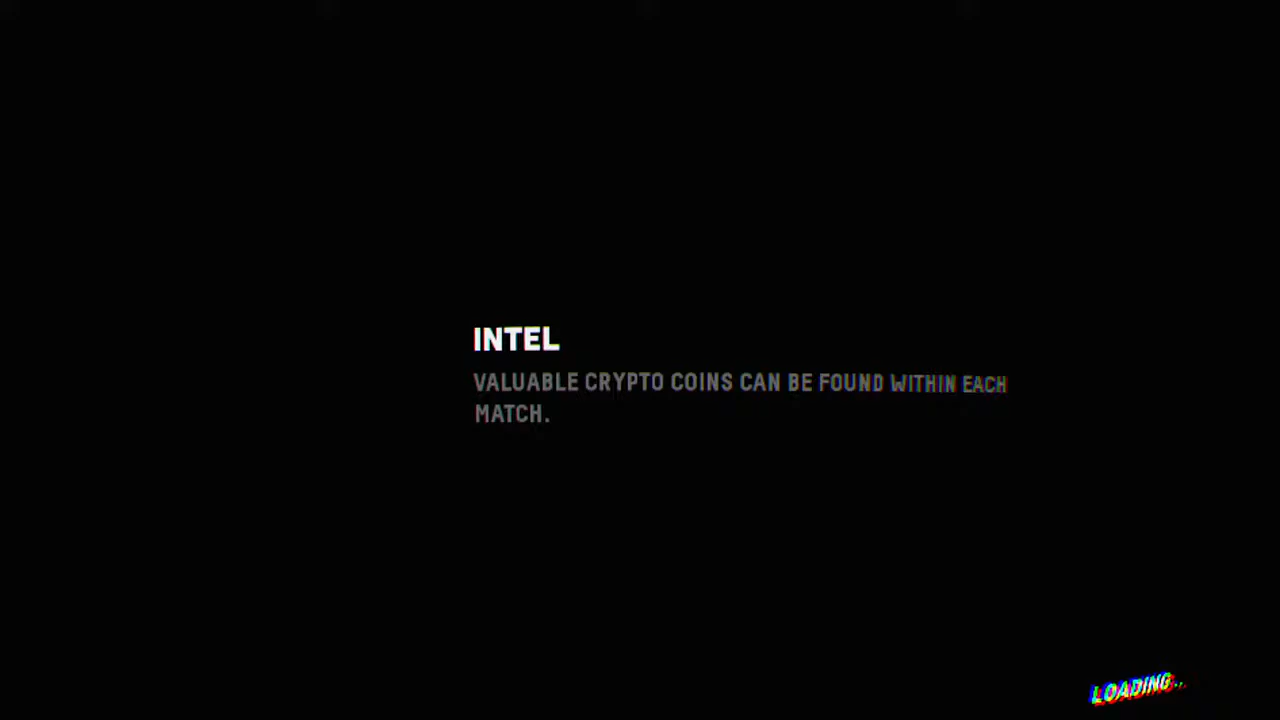 INTEL
VALUABLE CRYPTO COINS CAN BE FOUND WITHIN EACH
MATCH.
LOADING..